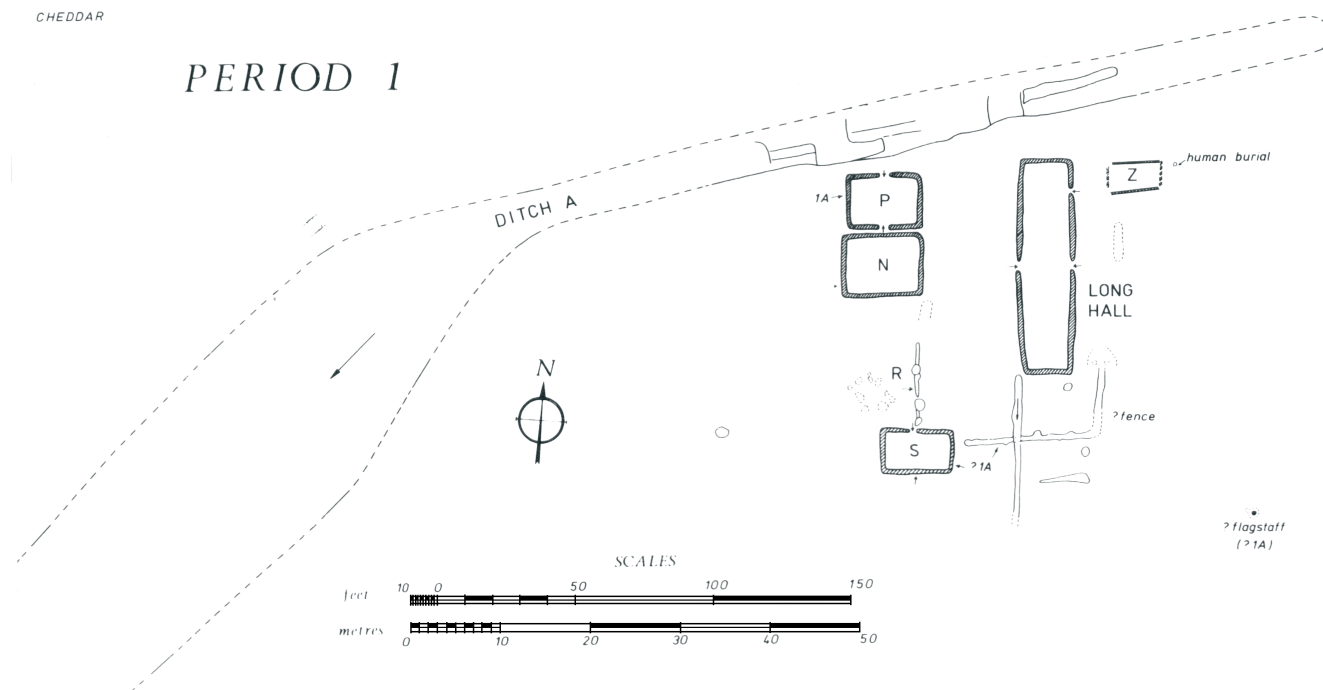 CHEDDAR
PERIOD 1
DITCH A
1A
P
N
Z
human burial
LONG
HALL
N
R
S
?1A
?fence
?flagstaff
(?1A)
SCALES
feet
10 0 50 100 150
metres
0 10 20 30 40 50